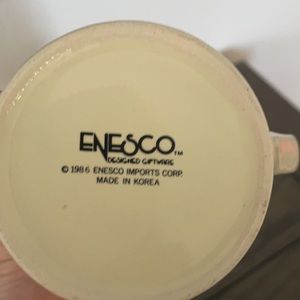 ENESCO™
DESIGNED GIFTWARE
© 1986 ENESCO IMPORTS CORP.
MADE IN KOREA